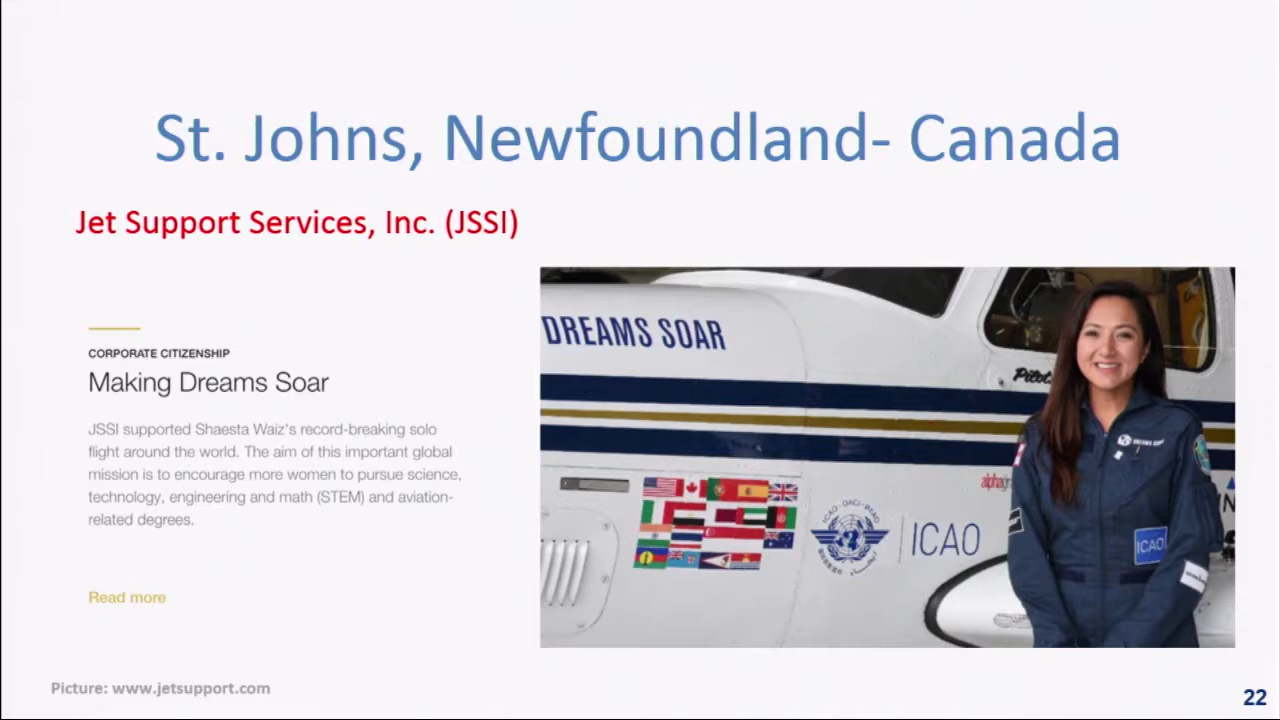 St. Johns, Newfoundland- Canada
Jet Support Services, Inc. (JSSI)
CORPORATE CITIZENSHIP
Making Dreams Soar
JSSI supported Shaesta Waiz's record-breaking solo
flight around the world. The aim of this important global
mission is to encourage more women to pursue science,
technology, engineering and math (STEM) and aviation-
related degrees.
Read more
DREAMS SOAR
Pilot
alpha
ICAO
ICAO
Picture: www.jetsupport.com
22